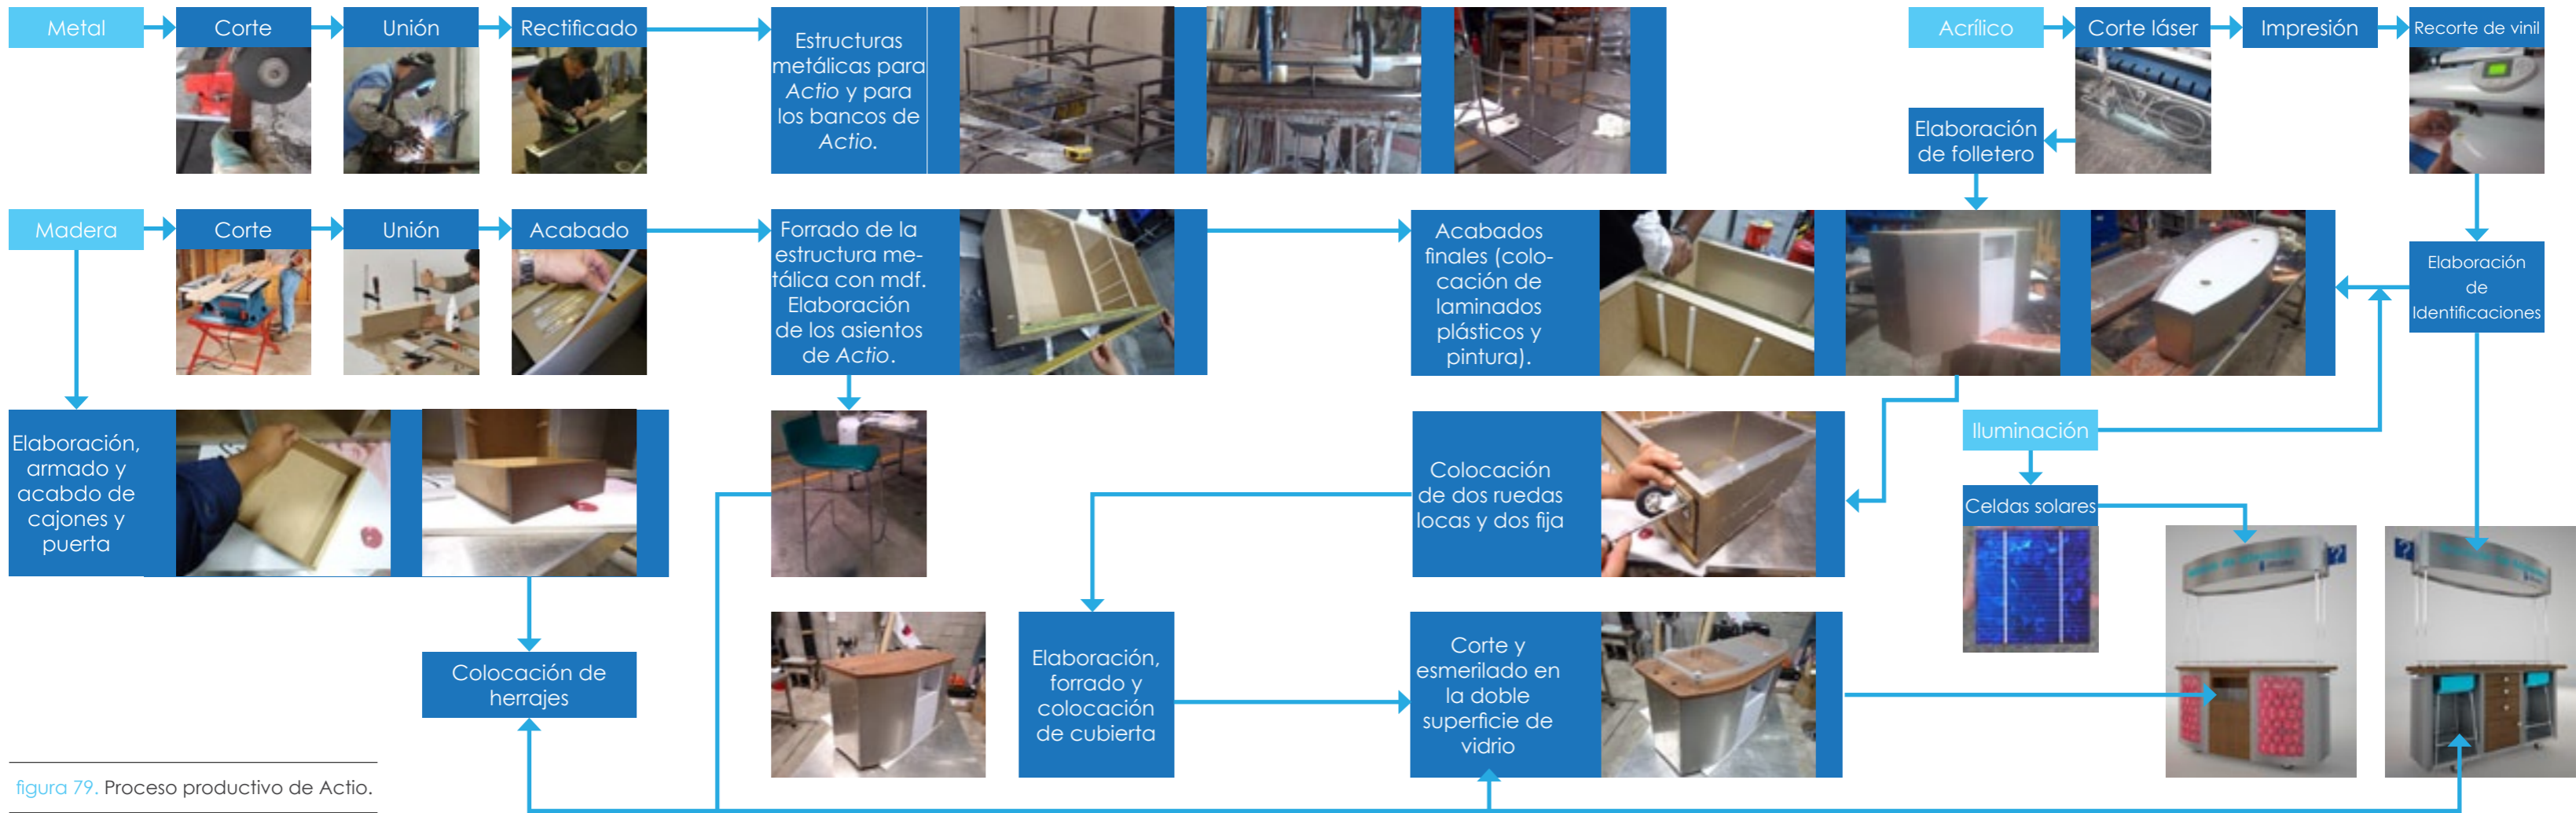 Metal
Corte
Unión
Rectificado
Estructuras
metálicas para
Actio y para
los bancos de
Actio.
Acrílico
Corte láser
Impresión
Recorte de vinil
Elaboración
de folletero
Madera
Corte
Unión
Acabado
Forrado de la
estructura me-
tálica con mdf.
Elaboración
de los asientos
de Actio.
Acabados
finales (colo-
cación de
laminados
plásticos y
pintura).
Elaboración
de
Identificaciones
Elaboración,
armado y
acabdo de
cajones y
puerta
Colocación
de dos ruedas
locas y dos fija
Iluminación
Celdas solares
Colocación de
herrajes
Elaboración,
forrado y
colocación
de cubierta
Corte y
esmerilado en
la doble
superficie de
vidrio
?
?
figura 79. Proceso productivo de Actio.